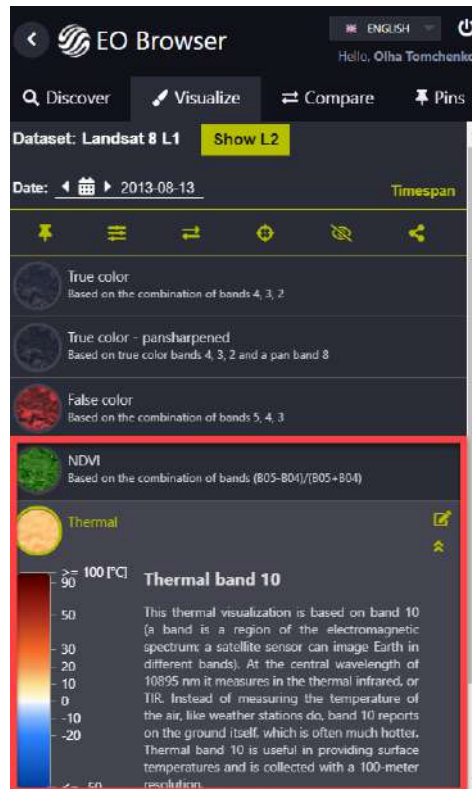 EO Browser
ENGLISH
Hello, Olha Tomchenko
Discover
Visualize
Compare
Pins
Dataset: Landsat 8 L1
Show L2
Date:
2013-08-13
Timespan
True color
Based on the combination of bands 4, 3, 2
True color - pansharpened
Based on true color bands 4, 3, 2 and a pan band 8
False color
Based on the combination of bands 5, 4, 3
NDVI
Based on the combination of bands (B05-B04)/(B05+B04)
Thermal
>= 100 [°C]
90
50
30
20
10
0
-10
-20
<= -50
Thermal band 10
This thermal visualization is based on band 10
(a band is a region of the electromagnetic
spectrum; a satellite sensor can image Earth in
different bands). At the central wavelength of
10895 nm it measures in the thermal infrared, or
TIR. Instead of measuring the temperature of
the air, like weather stations do, band 10 reports
on the ground itself, which is often much hotter.
Thermal band 10 is useful in providing surface
temperatures and is collected with a 100-meter
resolution.